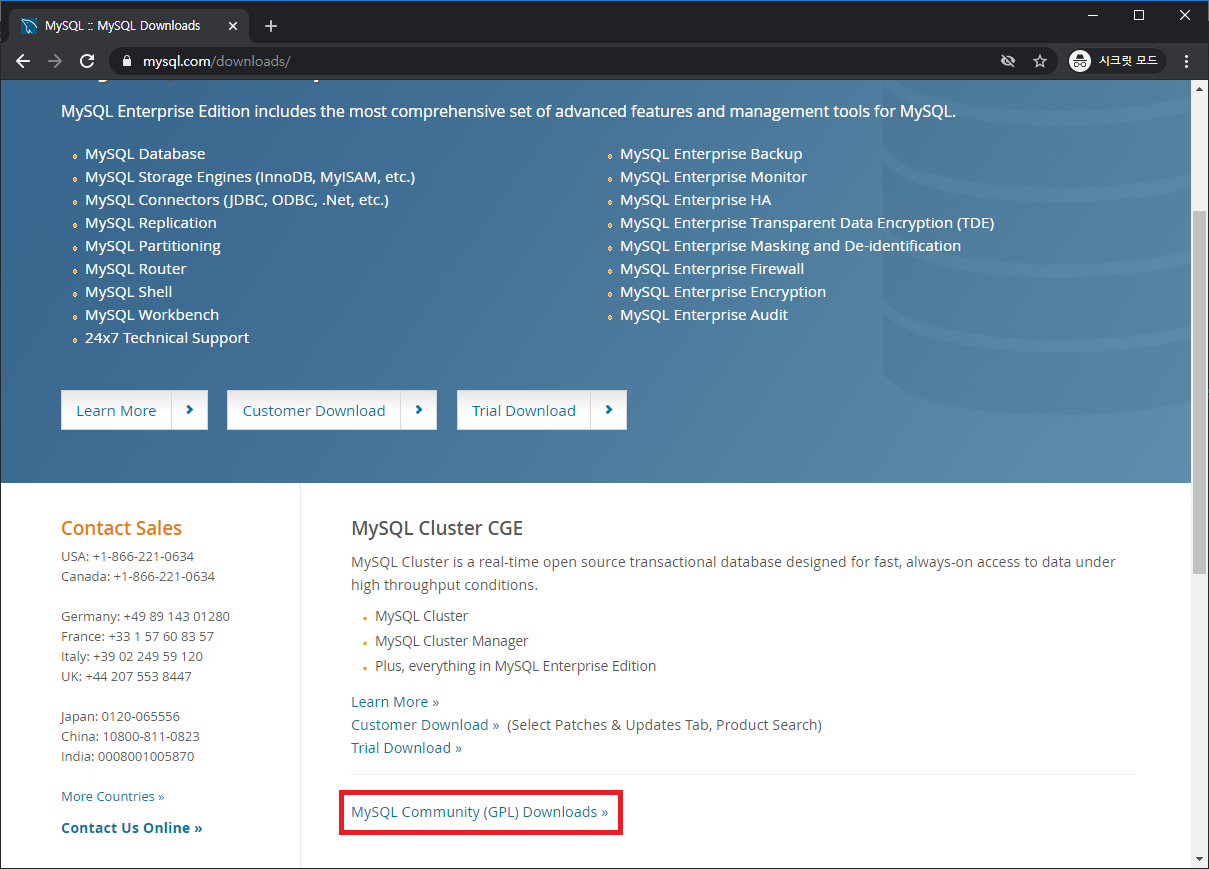 MySQL :: MySQL Downloads
mysql.com/downloads/
시크릿 모드
MySQL Enterprise Edition includes the most comprehensive set of advanced features and management tools for MySQL.
MySQL Database
MySQL Storage Engines (InnoDB, MyISAM, etc.)
MySQL Connectors (JDBC, ODBC, .Net, etc.)
MySQL Replication
MySQL Partitioning
MySQL Router
MySQL Shell
MySQL Workbench
24x7 Technical Support
MySQL Enterprise Backup
MySQL Enterprise Monitor
MySQL Enterprise HA
MySQL Enterprise Transparent Data Encryption (TDE)
MySQL Enterprise Masking and De-identification
MySQL Enterprise Firewall
MySQL Enterprise Encryption
MySQL Enterprise Audit
Learn More
Customer Download
Trial Download
Contact Sales
USA: +1-866-221-0634
Canada: +1-866-221-0634
Germany: +49 89 143 01280
France: +33 1 57 60 83 57
Italy: +39 02 249 59 120
UK: +44 207 553 8447
Japan: 0120-065556
China: 10800-811-0823
India: 0008001005870
More Countries »
Contact Us Online »
MySQL Cluster CGE
MySQL Cluster is a real-time open source transactional database designed for fast, always-on access to data under
high throughput conditions.
MySQL Cluster
MySQL Cluster Manager
Plus, everything in MySQL Enterprise Edition
Learn More »
Customer Download » (Select Patches & Updates Tab, Product Search)
Trial Download »
MySQL Community (GPL) Downloads »